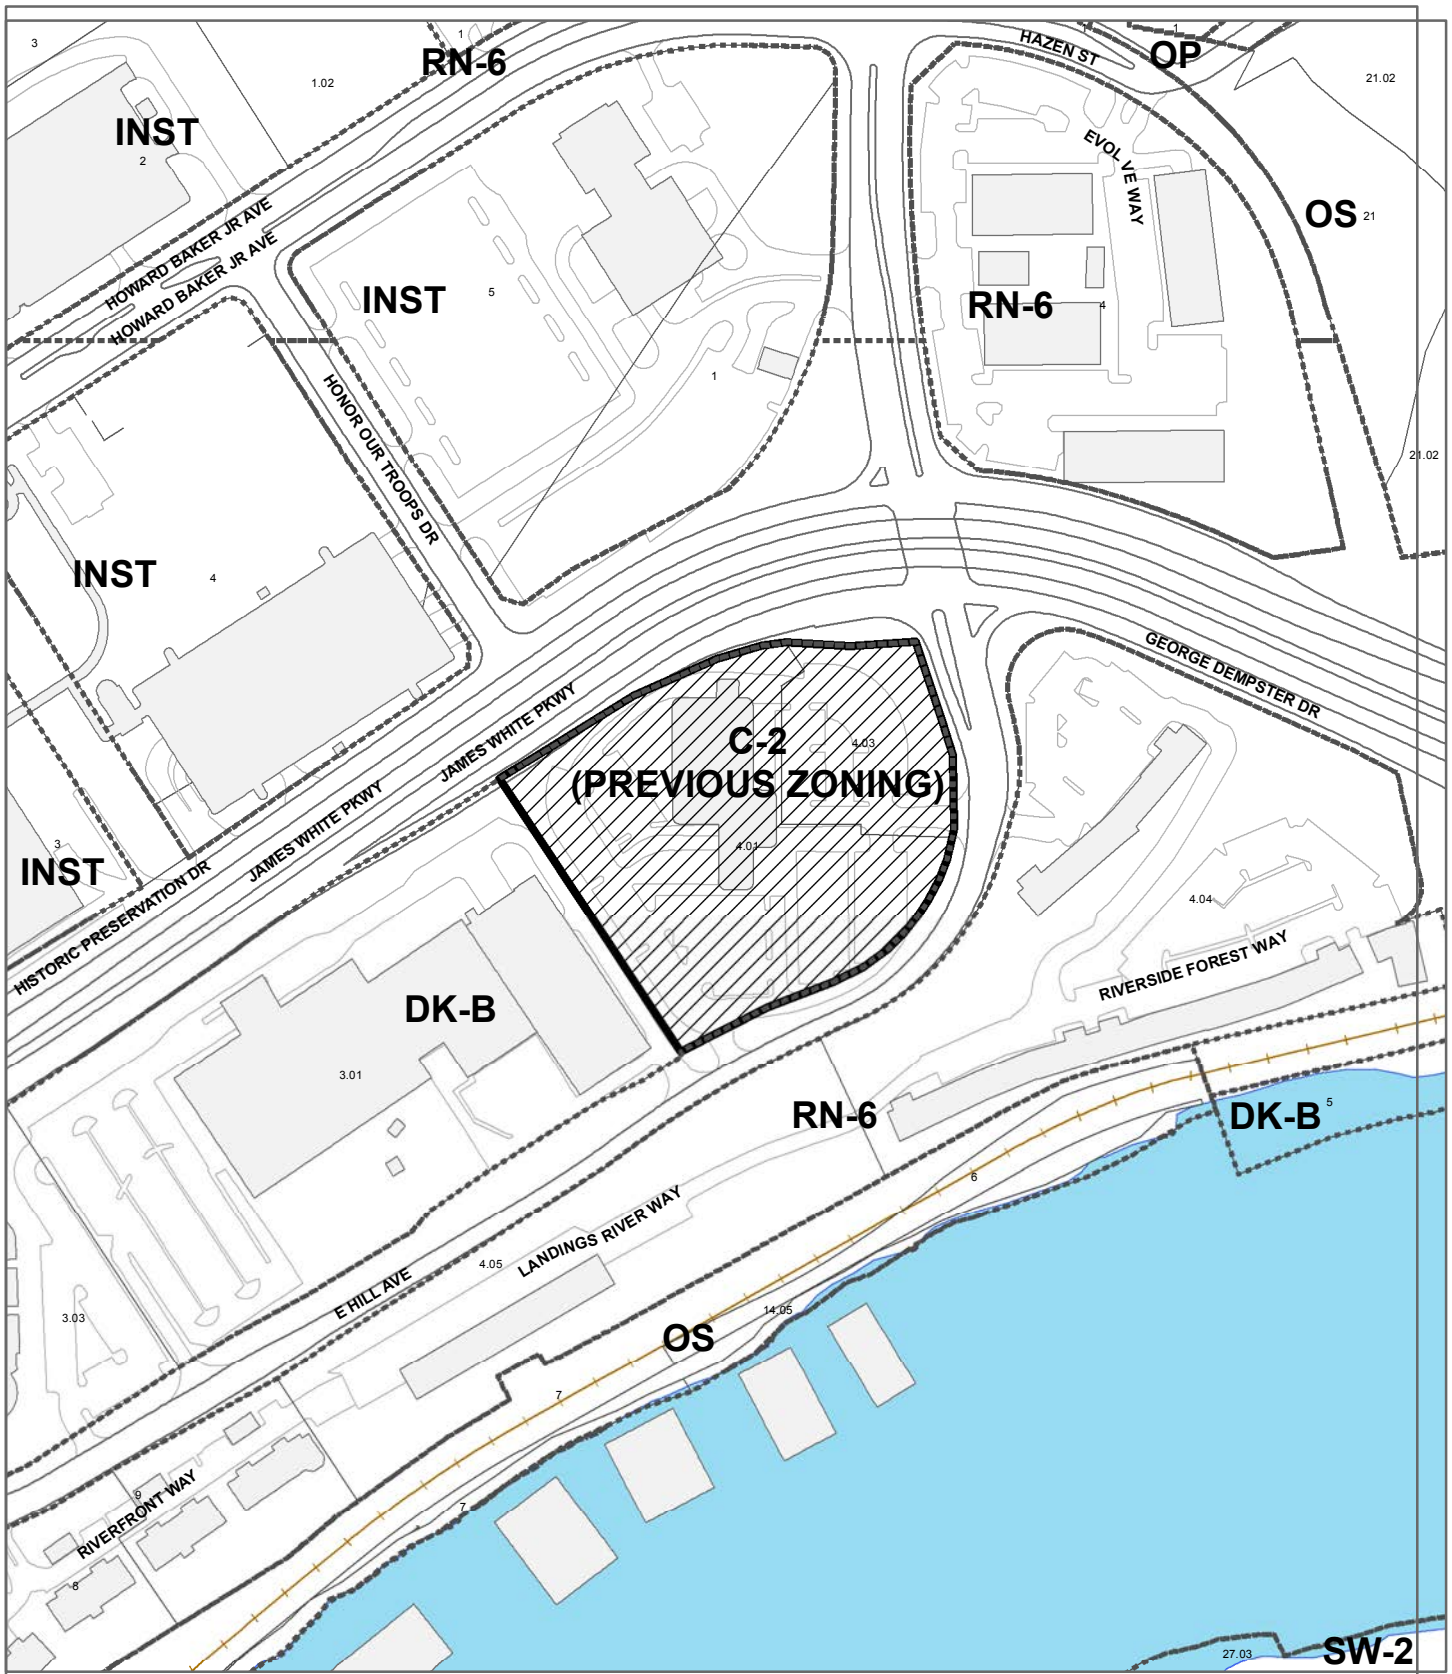 3
1
RN-6
HAZEN ST
1
1
OP
1.02
21.02
INST
2
EVOL VE WAY
HOWARD BAKER JR AVE
OS
21
HOWARD BAKER JR AVE
INST
5
RN-6
4
1
HONOR OUR TROOPS DR
21.02
INST
4
JAMES WHITE PKWY
GEORGE DEMPSTER DR
C-2
4.03
(PREVIOUS ZONING)
JAMES WHITE PKWY
3
INST
4.01
HISTORIC PRESERVATION DR
4.04
RIVERSIDE FOREST WAY
DK-B
3.01
RN-6
DK-B
5
6
LANDINGS RIVER WAY
4.05
E HILL AVE
14.05
3.03
OS
7
9
7
RIVERFRONT WAY
8
27.03
SW-2